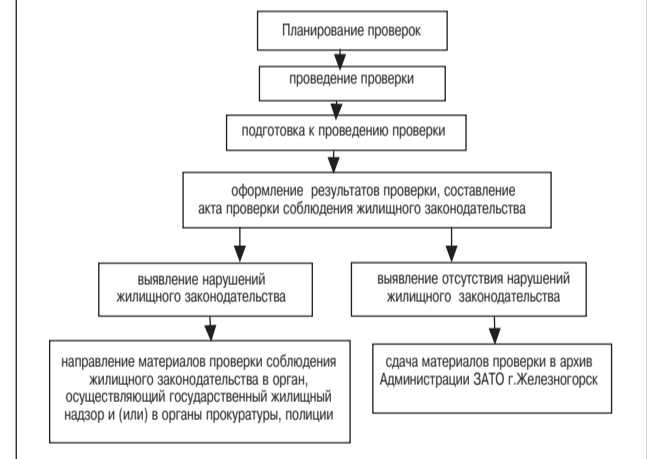 Планирование проверок
проведение проверки
подготовка к проведению проверки
оформление результатов проверки, составление
акта проверки соблюдения жилищного законодательства
выявление нарушений
жилищного законодательства
выявление отсутствия нарушений
жилищного законодательства
направление материалов проверки соблюдения
жилищного законодательства в орган,
осуществляющий государственный жилищный
надзор и (или) в органы прокуратуры, полиции
сдача материалов проверки в архив
Администрации ЗАТО г.Железногорск